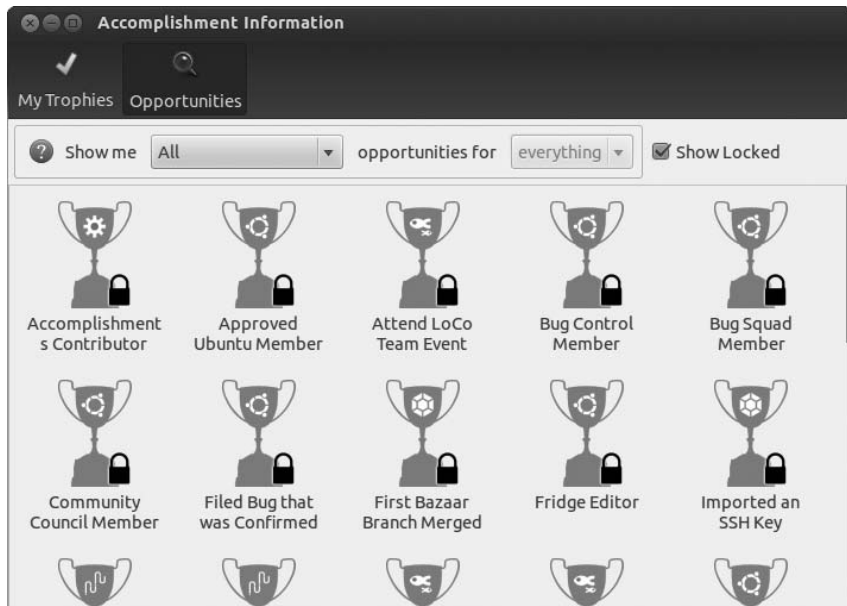 Accomplishment Information
My Trophies
Opportunities
? Show me All opportunities for everything Show Locked
Accomplishment
s Contributor
Approved
Ubuntu Member
Attend LoCo
Team Event
Bug Control
Member
Bug Squad
Member
Community
Council Member
Filed Bug that
was Confirmed
First Bazaar
Branch Merged
Fridge Editor
Imported an
SSH Key